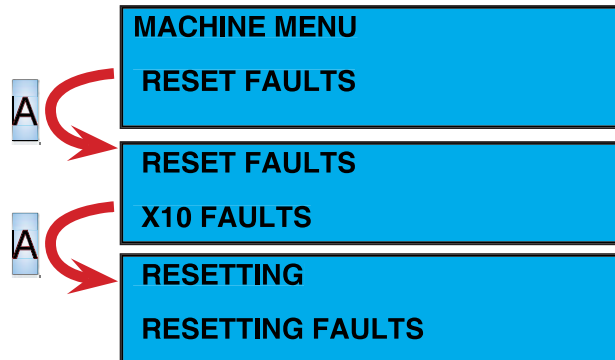 MACHINE MENU
RESET FAULTS
A
RESET FAULTS
X10 FAULTS
A
RESETTING
RESETTING FAULTS